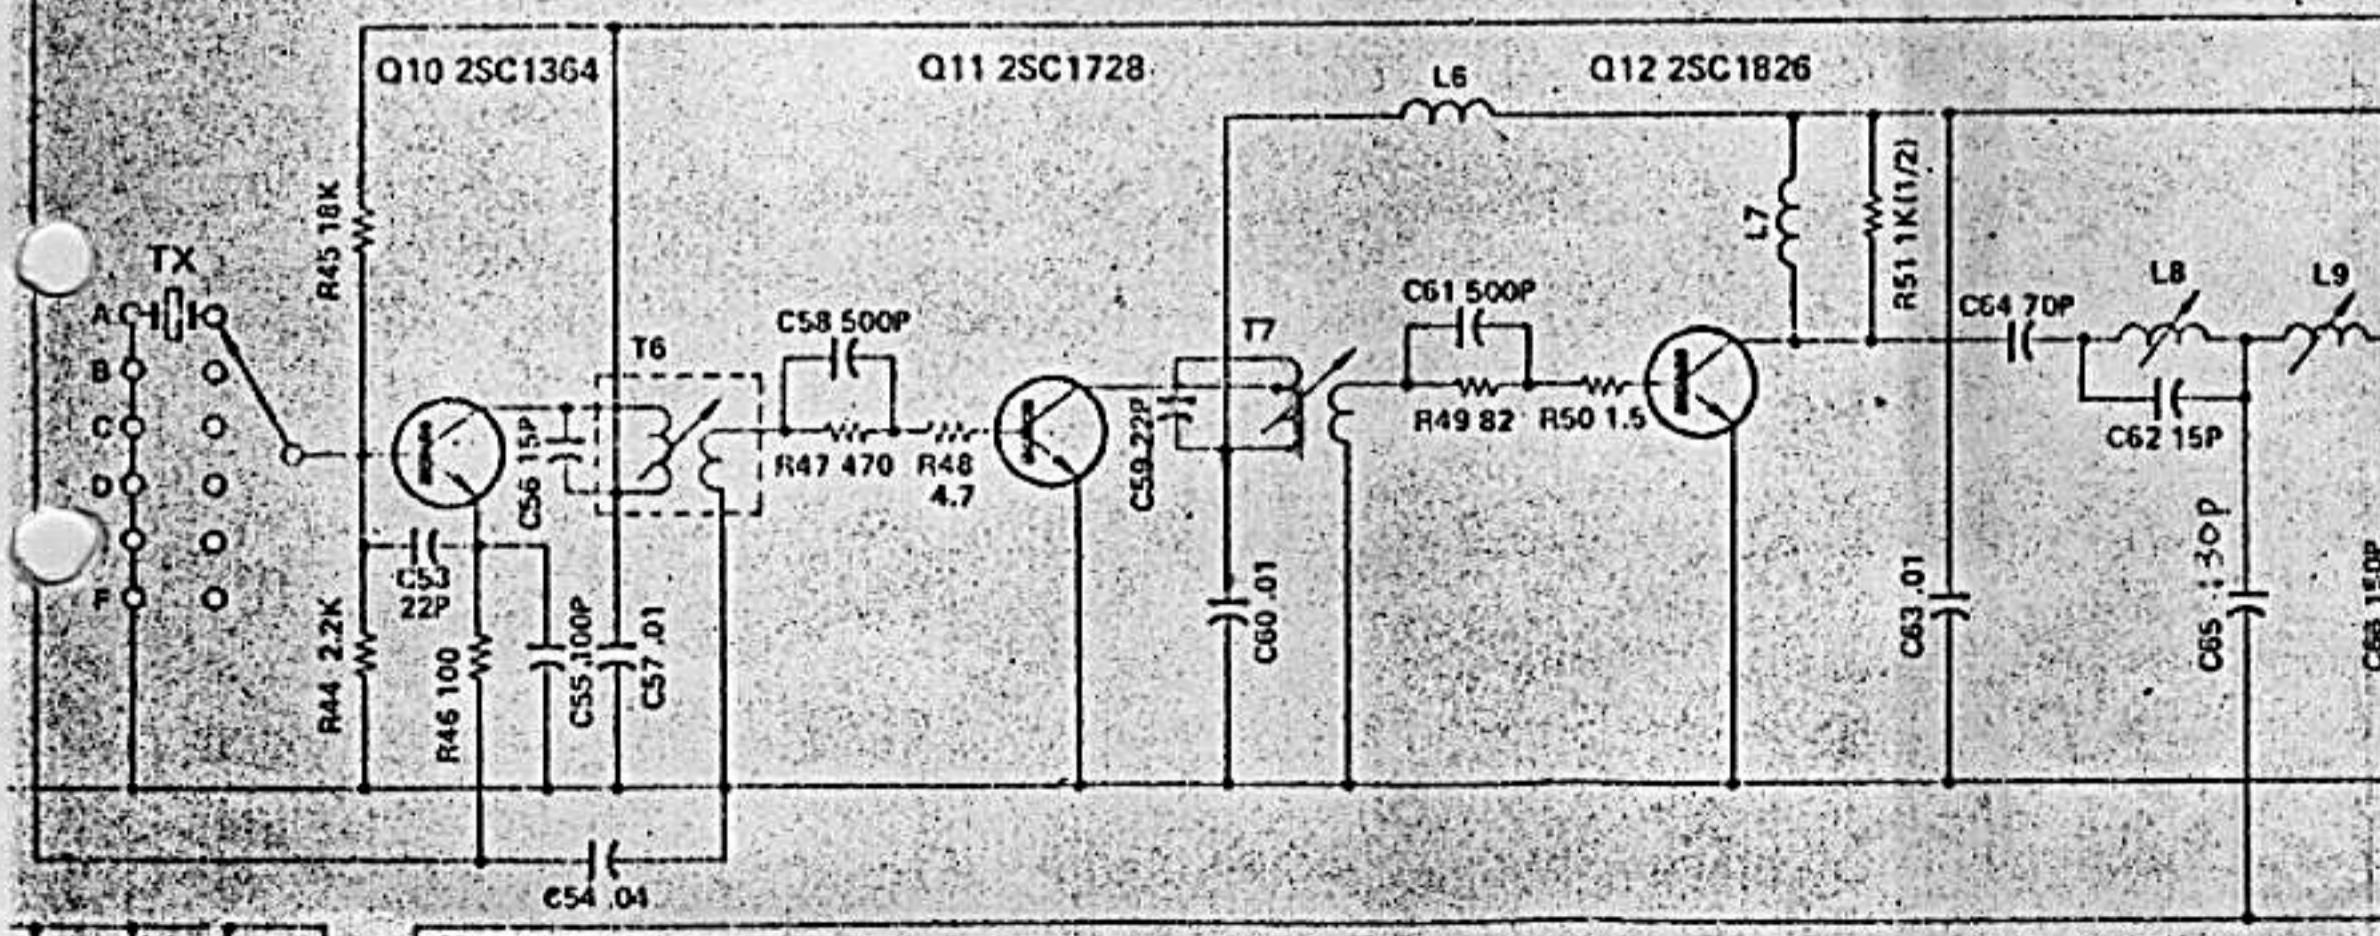 Q10 2SC1364
Q11 2SC1728
L6
Q12 2SC1826
TX
A
B
C
D
F
R45 18K
R44 2.2K
C53
22P
R46 100
C56 15P
C55 100P
C57 .01
C54 .04
T6
C58 500P
R47 470
R48
4.7
C59 22P
T7
C60 .01
C61 500P
R49 82
R50 1.5
L7
R51 1K(1/2)
C63 .01
C64 70P
L8
C62 15P
L9
C65 : 30P